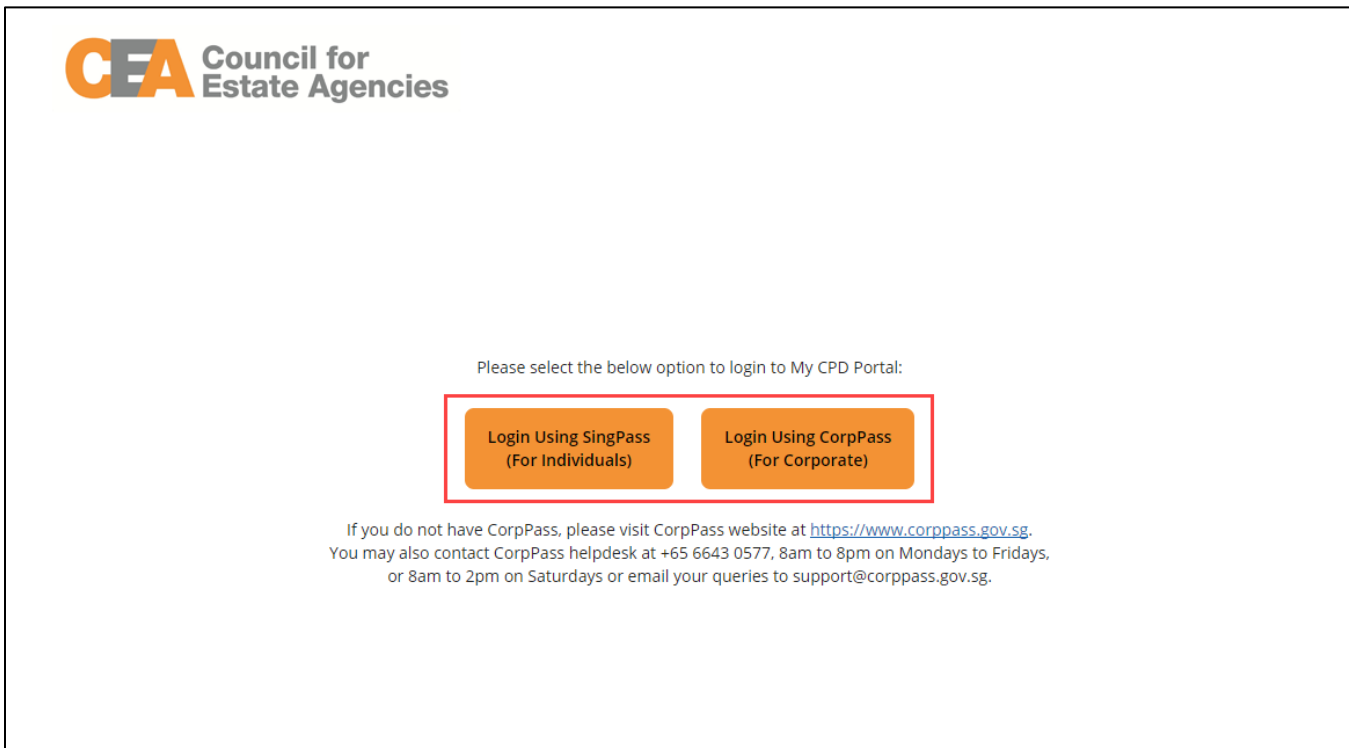 CEA Council for
Estate Agencies
Please select the below option to login to My CPD Portal:
Login Using SingPass
(For Individuals)
Login Using CorpPass
(For Corporate)
If you do not have CorpPass, please visit CorpPass website at https://www.corppass.gov.sg.
You may also contact CorpPass helpdesk at +65 6643 0577, 8am to 8pm on Mondays to Fridays,
or 8am to 2pm on Saturdays or email your queries to support@corppass.gov.sg.